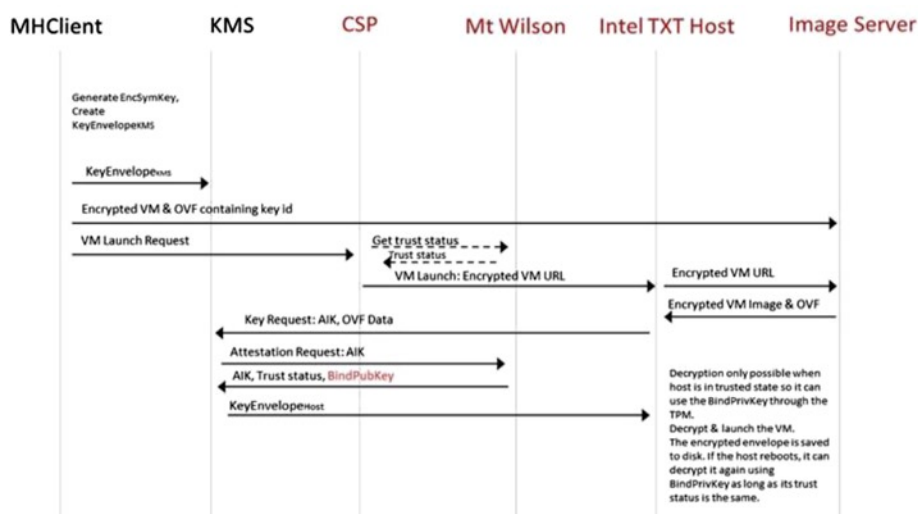 MHClient KMS CSP Mt Wilson Intel TXT Host Image Server
Generate EncSymKey,
Create
KeyEnvelopeKMS
KeyEnvelopeKMS
Encrypted VM & OVF containing key id
VM Launch Request
Get trust status
Trust status
VM Launch: Encrypted VM URL
Encrypted VM URL
Encrypted VM Image & OVF
Key Request: AIK, OVF Data
Attestation Request: AIK
AIK, Trust status, BindPubKey
KeyEnvelopeHost
Decryption only possible when
host is in trusted state so it can
use the BindPrivKey through the
TPM.
Decrypt & launch the VM.
The encrypted envelope is saved
to disk. If the host reboots, it can
decrypt it again using
BindPrivKey as long as its trust
status is the same.